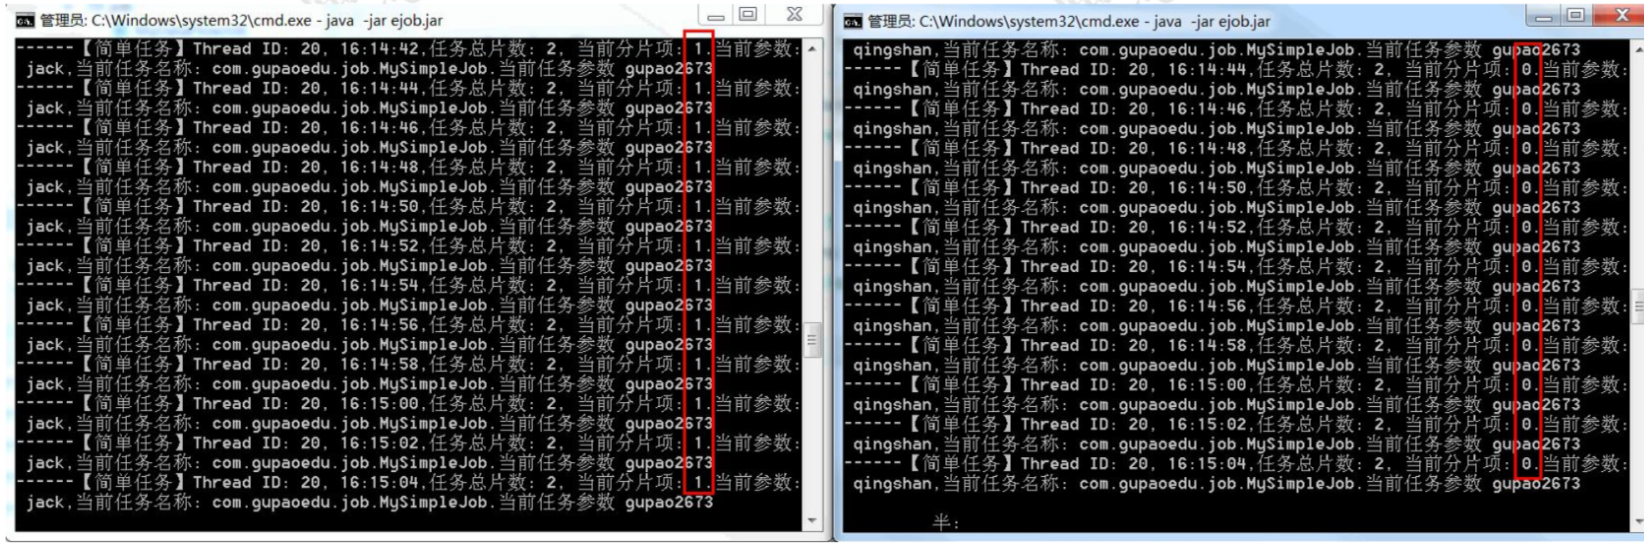 管理员: C:\Windows\system32\cmd.exe - java -jar ejob.jar
------【简单任务】Thread ID: 20, 16:14:42,任务总片数: 2, 当前分片项: 1.当前参数:
jack,当前任务名称: com.gupaoedu.job.MySimpleJob.当前任务参数 gupao2673
------【简单任务】Thread ID: 20, 16:14:44,任务总片数: 2, 当前分片项: 1.当前参数:
jack,当前任务名称: com.gupaoedu.job.MySimpleJob.当前任务参数 gupao2673
------【简单任务】Thread ID: 20, 16:14:46,任务总片数: 2, 当前分片项: 1.当前参数:
jack,当前任务名称: com.gupaoedu.job.MySimpleJob.当前任务参数 gupao2673
------【简单任务】Thread ID: 20, 16:14:48,任务总片数: 2, 当前分片项: 1.当前参数:
jack,当前任务名称: com.gupaoedu.job.MySimpleJob.当前任务参数 gupao2673
------【简单任务】Thread ID: 20, 16:14:50,任务总片数: 2, 当前分片项: 1.当前参数:
jack,当前任务名称: com.gupaoedu.job.MySimpleJob.当前任务参数 gupao2673
------【简单任务】Thread ID: 20, 16:14:52,任务总片数: 2, 当前分片项: 1.当前参数:
jack,当前任务名称: com.gupaoedu.job.MySimpleJob.当前任务参数 gupao2673
------【简单任务】Thread ID: 20, 16:14:54,任务总片数: 2, 当前分片项: 1.当前参数:
jack,当前任务名称: com.gupaoedu.job.MySimpleJob.当前任务参数 gupao2673
------【简单任务】Thread ID: 20, 16:14:56,任务总片数: 2, 当前分片项: 1.当前参数:
jack,当前任务名称: com.gupaoedu.job.MySimpleJob.当前任务参数 gupao2673
------【简单任务】Thread ID: 20, 16:14:58,任务总片数: 2, 当前分片项: 1.当前参数:
jack,当前任务名称: com.gupaoedu.job.MySimpleJob.当前任务参数 gupao2673
------【简单任务】Thread ID: 20, 16:15:00,任务总片数: 2, 当前分片项: 1.当前参数:
jack,当前任务名称: com.gupaoedu.job.MySimpleJob.当前任务参数 gupao2673
------【简单任务】Thread ID: 20, 16:15:02,任务总片数: 2, 当前分片项: 1.当前参数:
jack,当前任务名称: com.gupaoedu.job.MySimpleJob.当前任务参数 gupao2673
------【简单任务】Thread ID: 20, 16:15:04,任务总片数: 2, 当前分片项: 1.当前参数:
jack,当前任务名称: com.gupaoedu.job.MySimpleJob.当前任务参数 gupao2673
管理员: C:\Windows\system32\cmd.exe - java -jar ejob.jar
qingshan,当前任务名称: com.gupaoedu.job.MySimpleJob.当前任务参数 gupao2673
------【简单任务】Thread ID: 20, 16:14:44,任务总片数: 2, 当前分片项: 0.当前参数:
qingshan,当前任务名称: com.gupaoedu.job.MySimpleJob.当前任务参数 gupao2673
------【简单任务】Thread ID: 20, 16:14:46,任务总片数: 2, 当前分片项: 0.当前参数:
qingshan,当前任务名称: com.gupaoedu.job.MySimpleJob.当前任务参数 gupao2673
------【简单任务】Thread ID: 20, 16:14:48,任务总片数: 2, 当前分片项: 0.当前参数:
qingshan,当前任务名称: com.gupaoedu.job.MySimpleJob.当前任务参数 gupao2673
------【简单任务】Thread ID: 20, 16:14:50,任务总片数: 2, 当前分片项: 0.当前参数:
qingshan,当前任务名称: com.gupaoedu.job.MySimpleJob.当前任务参数 gupao2673
------【简单任务】Thread ID: 20, 16:14:52,任务总片数: 2, 当前分片项: 0.当前参数:
qingshan,当前任务名称: com.gupaoedu.job.MySimpleJob.当前任务参数 gupao2673
------【简单任务】Thread ID: 20, 16:14:54,任务总片数: 2, 当前分片项: 0.当前参数:
qingshan,当前任务名称: com.gupaoedu.job.MySimpleJob.当前任务参数 gupao2673
------【简单任务】Thread ID: 20, 16:14:56,任务总片数: 2, 当前分片项: 0.当前参数:
qingshan,当前任务名称: com.gupaoedu.job.MySimpleJob.当前任务参数 gupao2673
------【简单任务】Thread ID: 20, 16:14:58,任务总片数: 2, 当前分片项: 0.当前参数:
qingshan,当前任务名称: com.gupaoedu.job.MySimpleJob.当前任务参数 gupao2673
------【简单任务】Thread ID: 20, 16:15:00,任务总片数: 2, 当前分片项: 0.当前参数:
qingshan,当前任务名称: com.gupaoedu.job.MySimpleJob.当前任务参数 gupao2673
------【简单任务】Thread ID: 20, 16:15:02,任务总片数: 2, 当前分片项: 0.当前参数:
qingshan,当前任务名称: com.gupaoedu.job.MySimpleJob.当前任务参数 gupao2673
------【简单任务】Thread ID: 20, 16:15:04,任务总片数: 2, 当前分片项: 0.当前参数:
qingshan,当前任务名称: com.gupaoedu.job.MySimpleJob.当前任务参数 gupao2673
半: